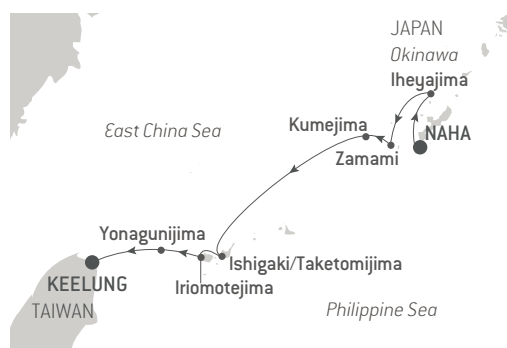 JAPAN
Okinawa
Iheyajima
East China Sea
Kumejima
NAHA
Zamami
Yonagunijima
Ishigaki/Taketomijima
KEELUNG
Iriomotejima
TAIWAN
Philippine Sea